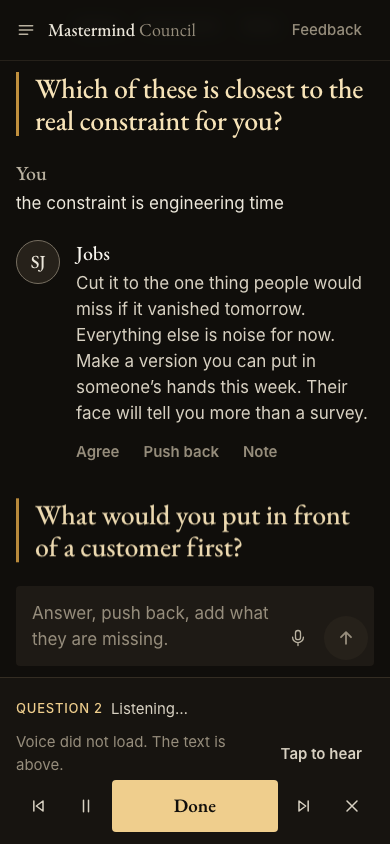 Mastermind Council
Feedback
Which of these is closest to the
real constraint for you?
You
the constraint is engineering time
SJ
Jobs
Cut it to the one thing people would
miss if it vanished tomorrow.
Everything else is noise for now.
Make a version you can put in
someone’s hands this week. Their
face will tell you more than a survey.
Agree Push back Note
What would you put in front
of a customer first?
Answer, push back, add what
they are missing.
QUESTION 2 Listening...
Voice did not load. The text is
above.
Tap to hear
Done